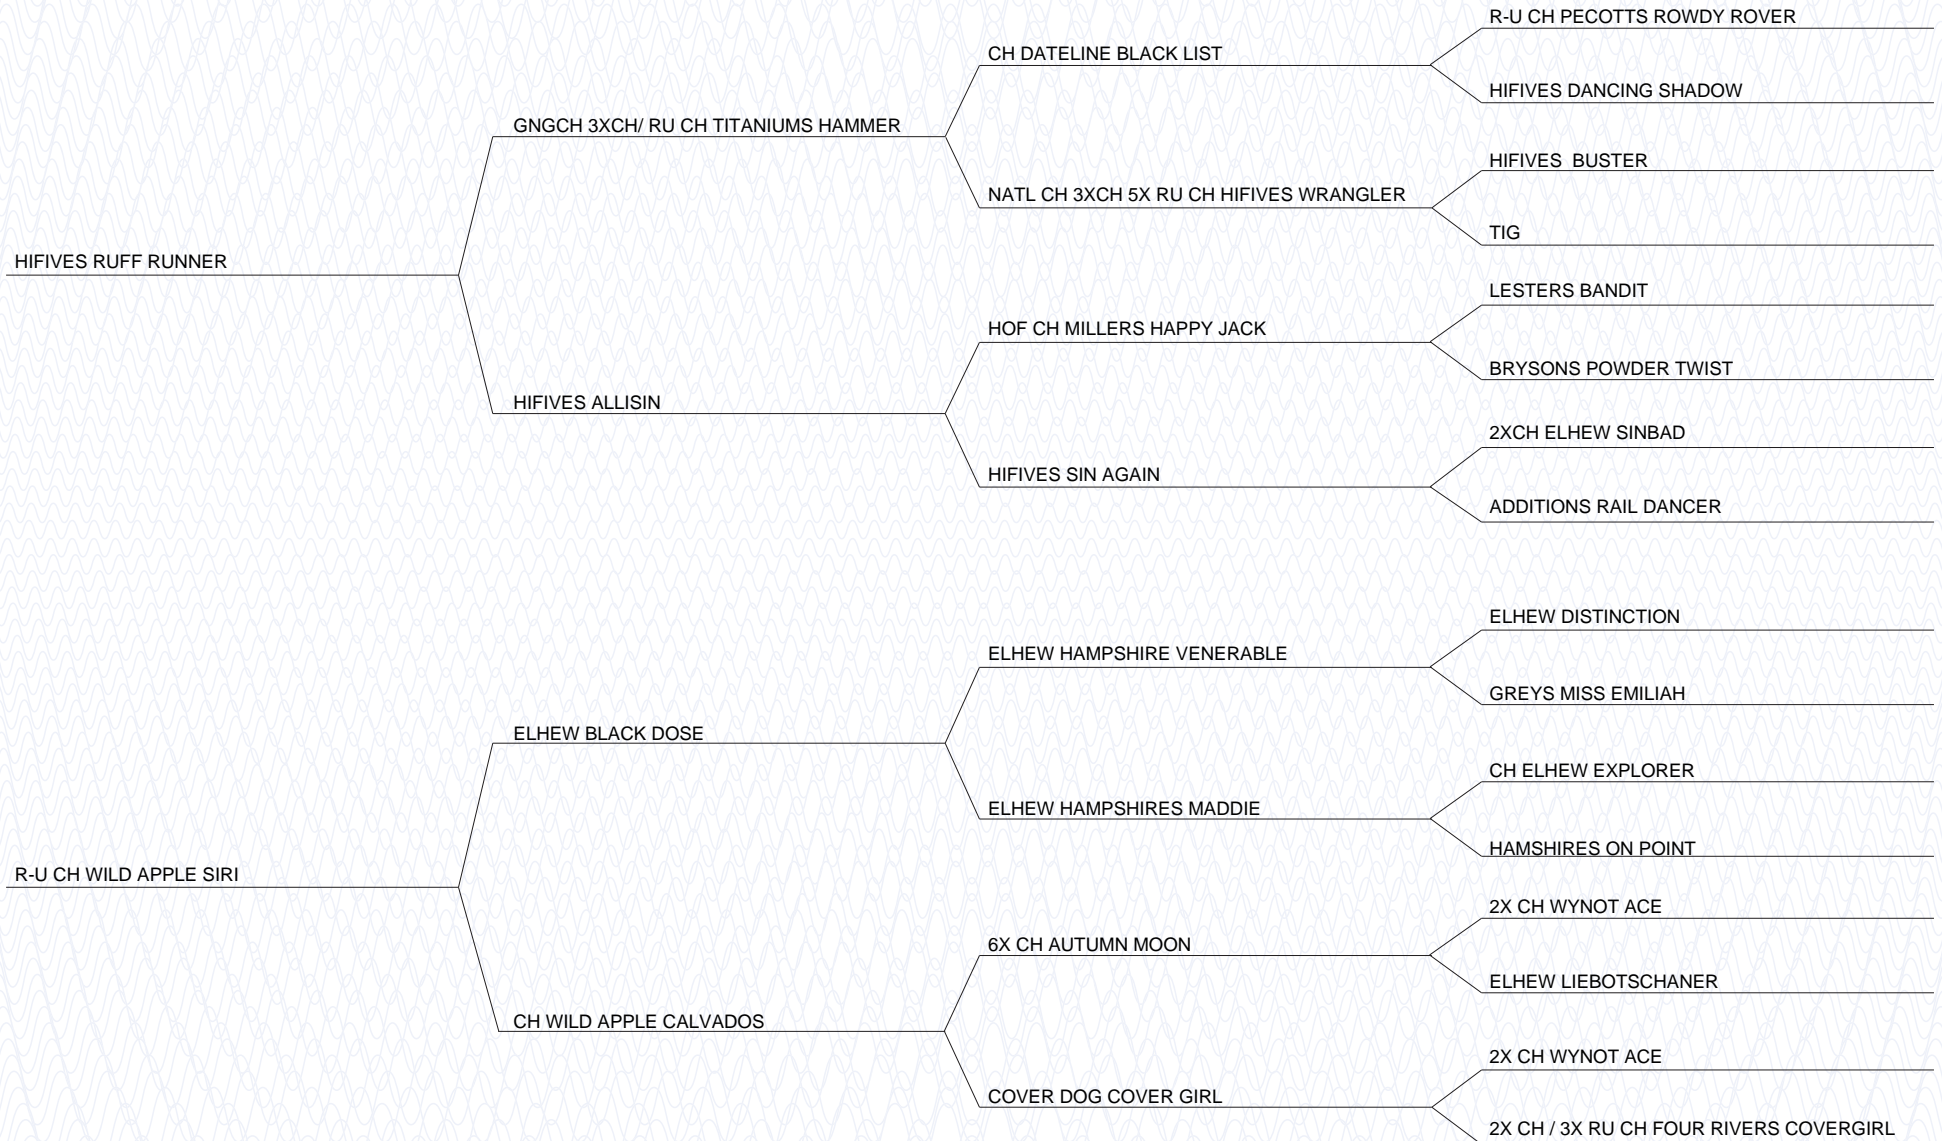 R-U CH PECOTTS ROWDY ROVER
CH DATELINE BLACK LIST
HIFIVES DANCING SHADOW
GNGCH 3XCH/ RU CH TITANIUMS HAMMER
HIFIVES  BUSTER
NATL CH 3XCH 5X RU CH HIFIVES WRANGLER
TIG
HIFIVES RUFF RUNNER
LESTERS BANDIT
HOF CH MILLERS HAPPY JACK
BRYSONS POWDER TWIST
HIFIVES ALLISIN
2XCH ELHEW SINBAD
HIFIVES SIN AGAIN
ADDITIONS RAIL DANCER
ELHEW DISTINCTION
ELHEW HAMPSHIRE VENERABLE
GREYS MISS EMILIAH
ELHEW BLACK DOSE
CH ELHEW EXPLORER
ELHEW HAMPSHIRES MADDIE
HAMSHIRES ON POINT
R-U CH WILD APPLE SIRI
2X CH WYNOT ACE
6X CH AUTUMN MOON
ELHEW LIEBOTSCHANER
CH WILD APPLE CALVADOS
2X CH WYNOT ACE
COVER DOG COVER GIRL
2X CH / 3X RU CH FOUR RIVERS COVERGIRL